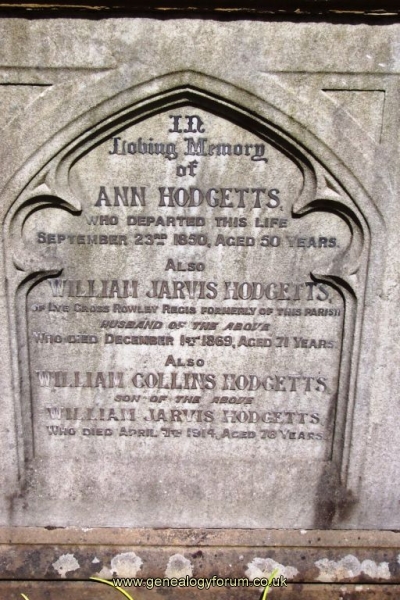 In
Loving Memory
of
ANN HODGETTS,
WHO DEPARTED THIS LIFE
SEPTEMBER 23RD 1850, AGED 50 YEARS.
ALSO
WILLIAM JARVIS HODGETTS,
OF LYE CROSS ROWLEY REGIS FORMERLY OF THIS PARISH
HUSBAND OF THE ABOVE
WHO DIED DECEMBER 1ST 1869, AGED 71 YEARS.
ALSO
WILLIAM COLLINS HODGETTS,
SON OF THE ABOVE
WILLIAM JARVIS HODGETTS
WHO DIED APRIL 1914, AGED 78 YEARS.
www.genealogyforum.co.uk